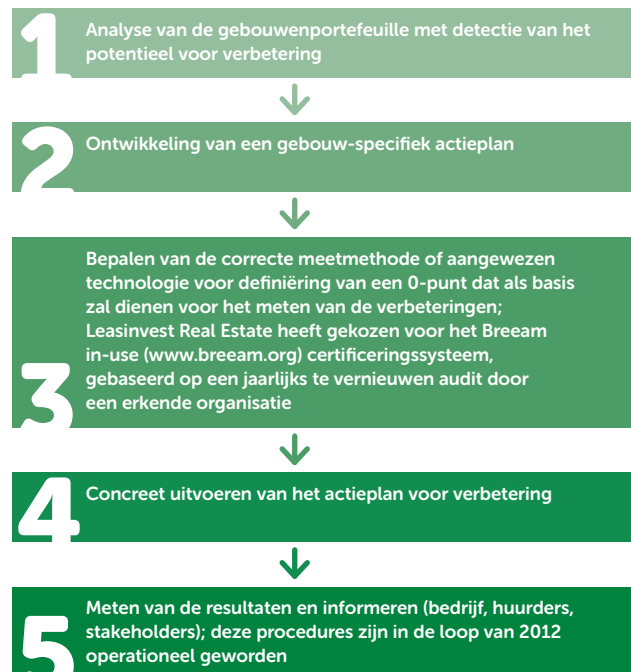 1
Analyse van de gebouwenportefeuille met detectie van het
potentieel voor verbetering
2
Ontwikkeling van een gebouw-specifiek actieplan
3
Bepalen van de correcte meetmethode of aangewezen
technologie voor definiëring van een 0-punt dat als basis
zal dienen voor het meten van de verbeteringen;
Leasinvest Real Estate heeft gekozen voor het Breeam
in-use (www.breeam.org) certificeringssysteem,
gebaseerd op een jaarlijks te vernieuwen audit door
een erkende organisatie
4
Concreet uitvoeren van het actieplan voor verbetering
5
Meten van de resultaten en informeren (bedrijf, huurders,
stakeholders); deze procedures zijn in de loop van 2012
operationeel geworden